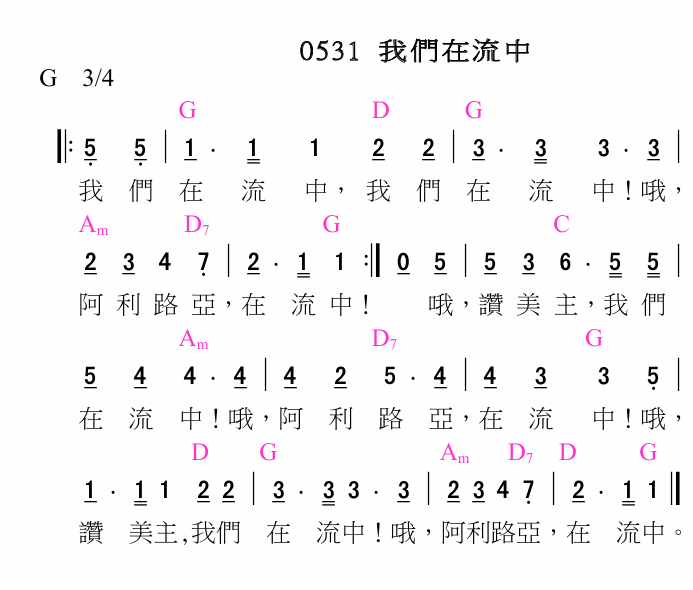 0531 我們在流中
G 3/4
G D G
5 5 | 1 · 1 1 2 2 | 3 · 3 3 · 3 |
我 們 在 流 中，我 們 在 流 中！哦，
Am D7 G C
2 3 4 7 | 2 · 1 1 :| 0 5 | 5 3 6 · 5 5 |
阿 利 路 亞，在 流 中！ 哦，讚 美 主，我 們
Am D7 G
5 4 4 · 4 | 4 2 5 · 4 | 4 3 3 5 |
在 流 中！哦，阿 利 路 亞，在 流 中！哦，
D G Am D7 D G
1 · 1 1 2 2 | 3 · 3 3 · 3 | 2 3 4 7 | 2 · 1 1 ‖
讚 美主,我們 在 流中！哦，阿利路亞，在 流中。